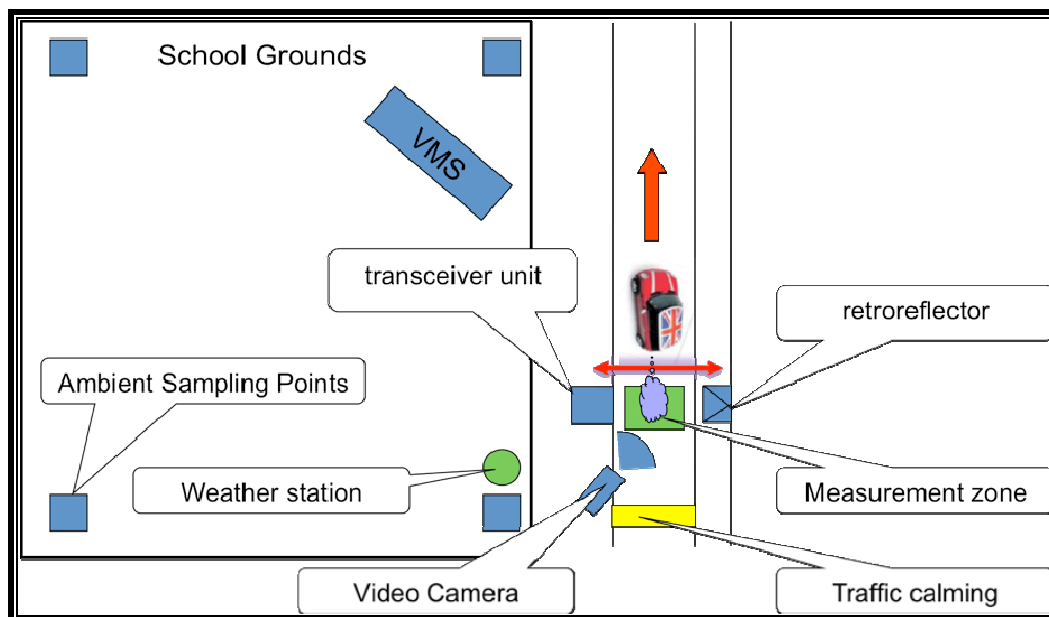 School Grounds
VMS
transceiver unit
retroreflector
Ambient Sampling Points
Weather station
Measurement zone
Video Camera
Traffic calming